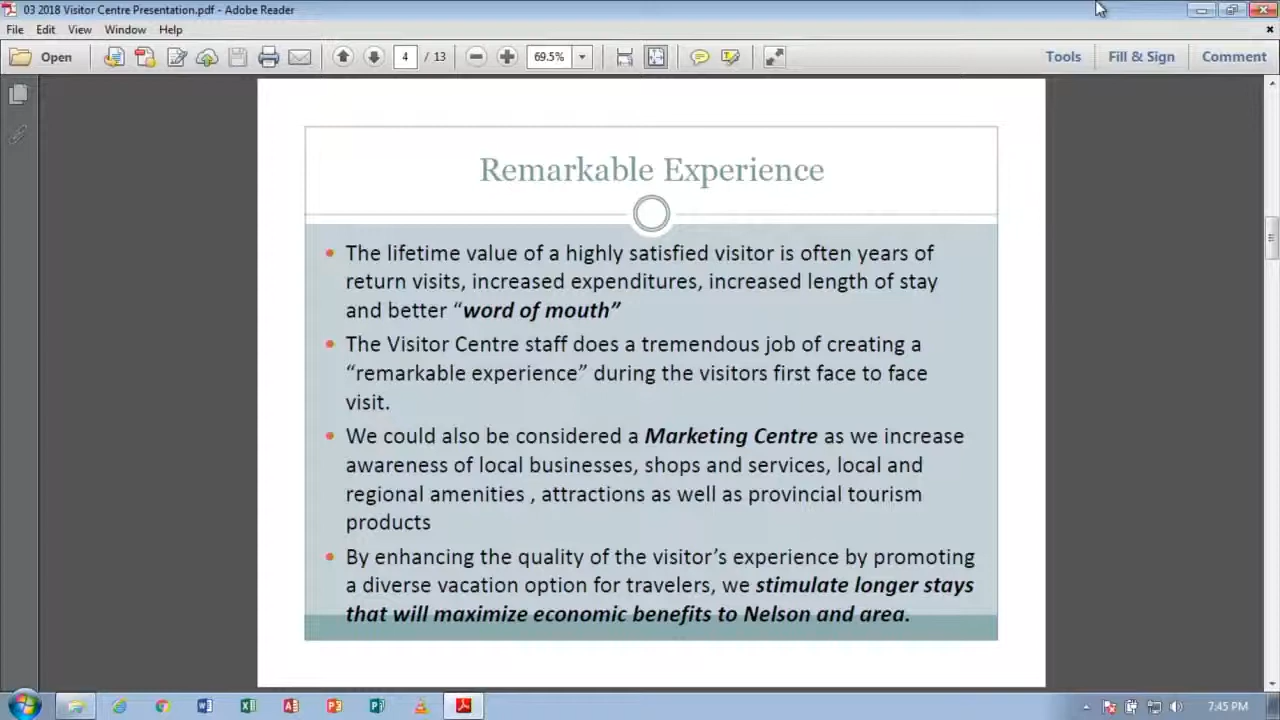 03 2018 Visitor Centre Presentation.pdf - Adobe Reader
File Edit View Window Help
Open 4 / 13 69.5% Tools Fill & Sign Comment
Remarkable Experience
• The lifetime value of a highly satisfied visitor is often years of
return visits, increased expenditures, increased length of stay
and better “word of mouth”
• The Visitor Centre staff does a tremendous job of creating a
“remarkable experience” during the visitors first face to face
visit.
• We could also be considered a Marketing Centre as we increase
awareness of local businesses, shops and services, local and
regional amenities , attractions as well as provincial tourism
products
• By enhancing the quality of the visitor’s experience by promoting
a diverse vacation option for travelers, we stimulate longer stays
that will maximize economic benefits to Nelson and area.
7:45 PM